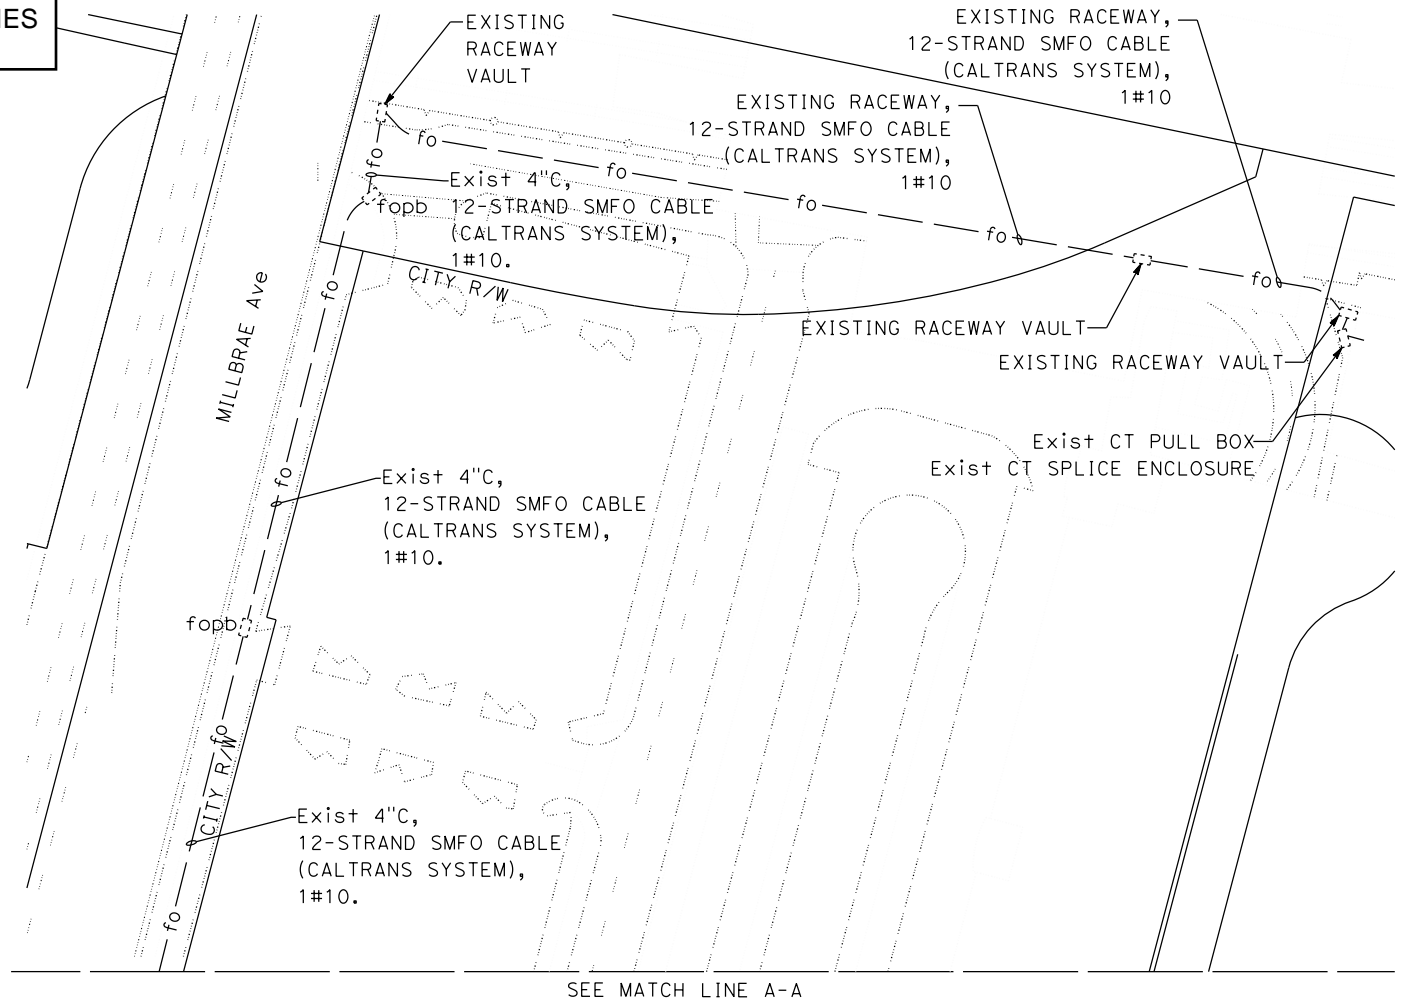 EXISTING
RACEWAY
VAULT
EXISTING RACEWAY,
12-STRAND SMFO CABLE
(CALTRANS SYSTEM),
1#10
EXISTING RACEWAY,
12-STRAND SMFO CABLE
(CALTRANS SYSTEM),
1#10
fo
fo
fo
fo
fo
fo
Exist 4"C,
12-STRAND SMFO CABLE
(CALTRANS SYSTEM),
1#10.
fopb
CITY R/W
fo
MILLBRAE Ave
EXISTING RACEWAY VAULT
EXISTING RACEWAY VAULT
Exist CT PULL BOX
Exist CT SPLICE ENCLOSURE
fo
Exist 4"C,
12-STRAND SMFO CABLE
(CALTRANS SYSTEM),
1#10.
fopb
fo
CITY R/W
Exist 4"C,
12-STRAND SMFO CABLE
(CALTRANS SYSTEM),
1#10.
fo
SEE MATCH LINE A-A